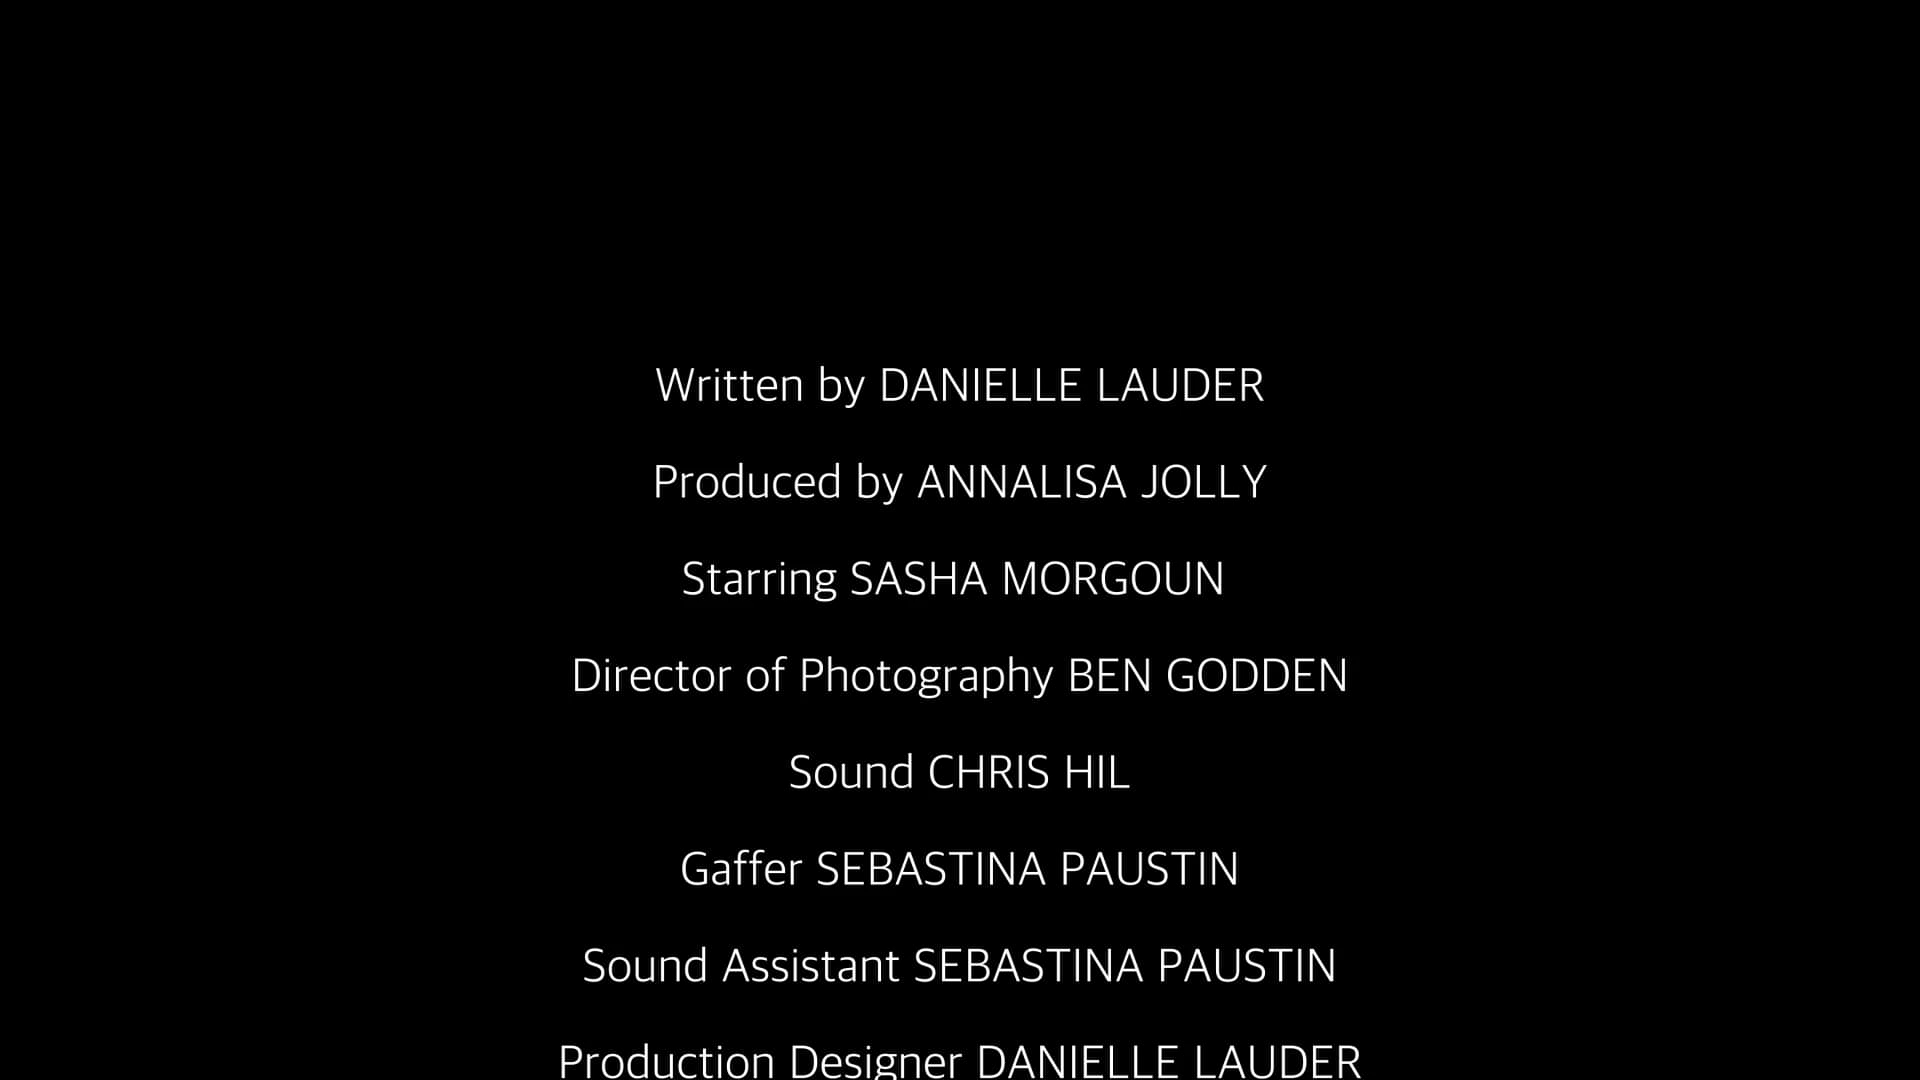 Written by DANIELLE LAUDER
Produced by ANNALISA JOLLY
Starring SASHA MORGOUN
Director of Photography BEN GODDEN
Sound CHRIS HIL
Gaffer SEBASTINA PAUSTIN
Sound Assistant SEBASTINA PAUSTIN
Production Designer DANIELLE LAUDER